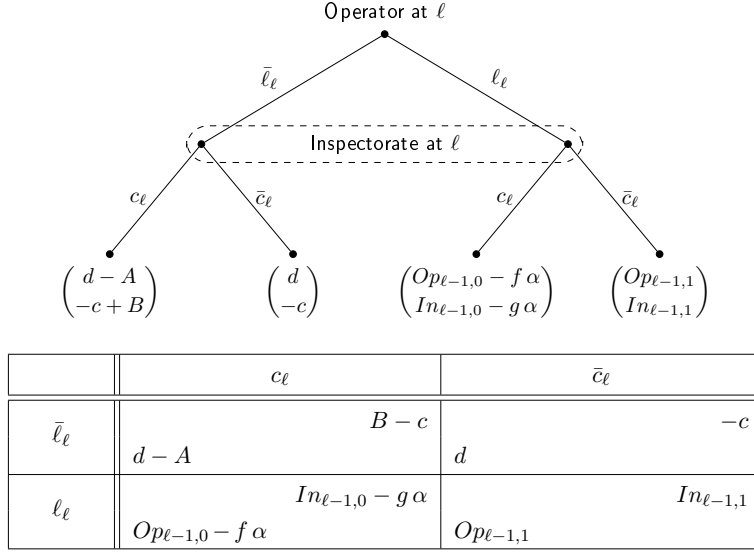 Operator at ℓ
ℓ̄_ℓ ℓ_ℓ
Inspectorate at ℓ
c_ℓ c̄_ℓ c_ℓ c̄_ℓ
(d − A) (d) (Op_{ℓ−1,0} − f α) (Op_{ℓ−1,1})
(−c + B) (−c) (In_{ℓ−1,0} − g α) (In_{ℓ−1,1})
c_ℓ c̄_ℓ
ℓ̄_ℓ
B − c −c
d − A d
ℓ_ℓ
In_{ℓ−1,0} − g α In_{ℓ−1,1}
Op_{ℓ−1,0} − f α Op_{ℓ−1,1}